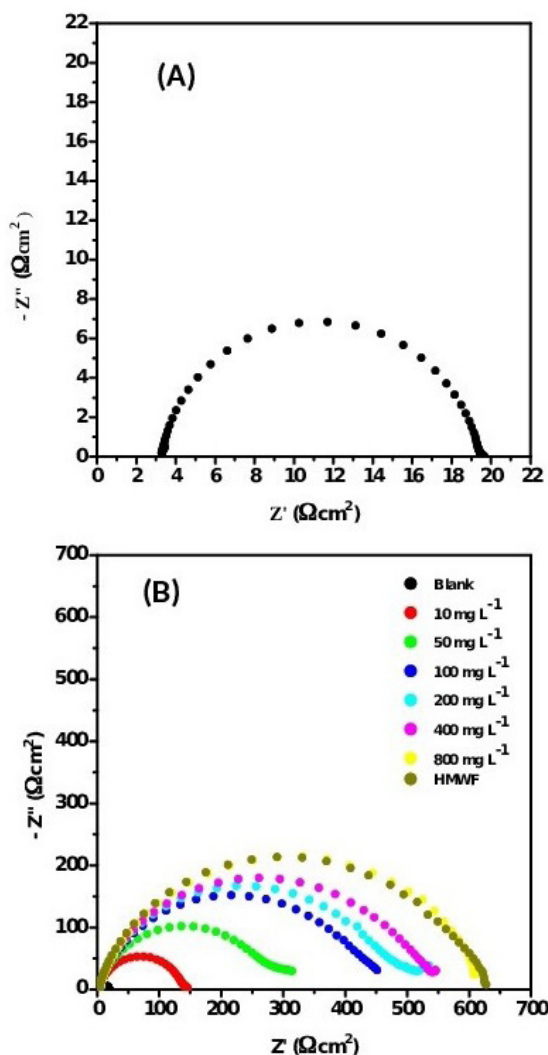 (A)
22
20
18
16
14
12
10
8
6
4
2
0
- Z" (Ωcm²)
0 2 4 6 8 10 12 14 16 18 20 22
Z' (Ωcm²)
(B)
700
600
500
400
300
200
100
0
- Z" (Ωcm²)
Blank
10 mg L⁻¹
50 mg L⁻¹
100 mg L⁻¹
200 mg L⁻¹
400 mg L⁻¹
800 mg L⁻¹
HMWF
0 100 200 300 400 500 600 700
Z' (Ωcm²)